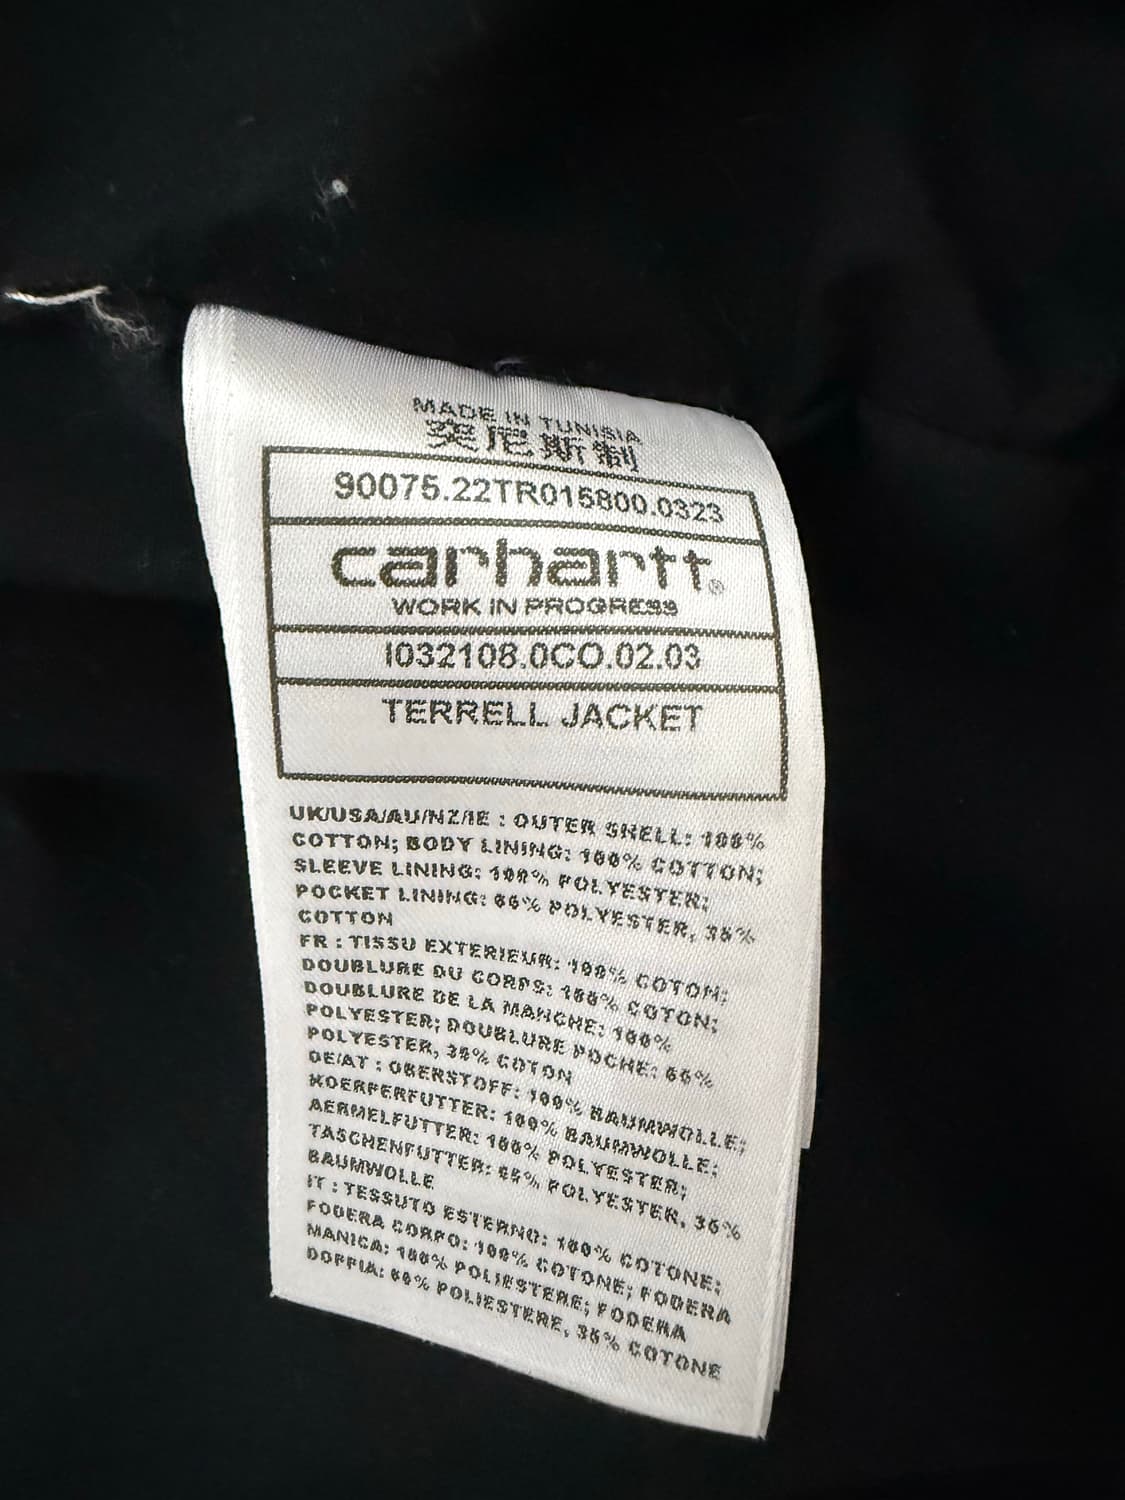 MADE IN TUNISIA
突尼斯制
90075.22TR015800.0323
carhartt®
WORK IN PROGRESS
I032108.0CO.02.03
TERRELL JACKET
UK/USA/AU/NZ/IE : OUTER SHELL: 100%
COTTON; BODY LINING: 100% COTTON;
SLEEVE LINING: 100% POLYESTER;
POCKET LINING: 65% POLYESTER, 35%
COTTON
FR : TISSU EXTERIEUR: 100% COTON;
DOUBLURE DU CORPS: 100% COTON;
DOUBLURE DE LA MANCHE: 100%
POLYESTER; DOUBLURE POCHE: 65%
POLYESTER, 35% COTON
DE/AT : OBERSTOFF: 100% BAUMWOLLE;
KOERPERFUTTER: 100% BAUMWOLLE;
AERMELFUTTER: 100% POLYESTER;
TASCHENFUTTER: 65% POLYESTER, 35%
BAUMWOLLE
IT : TESSUTO ESTERNO: 100% COTONE;
FODERA CORPO: 100% COTONE; FODERA
MANICA: 100% POLIESTERE; FODERA
DOPPIA: 65% POLIESTERE, 35% COTONE